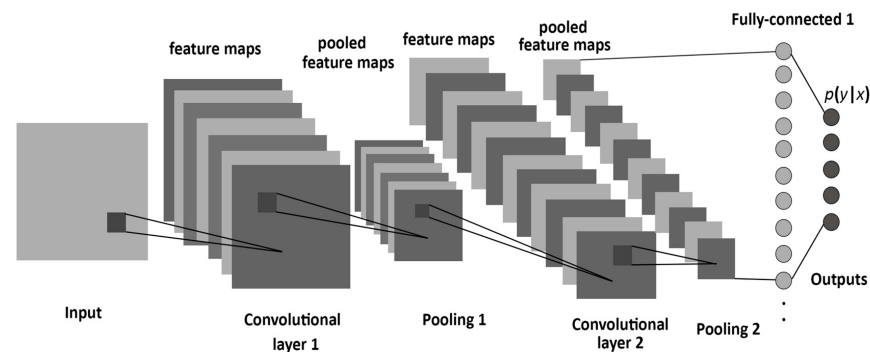 Fully-connected 1
feature maps
pooled
feature maps
feature maps
pooled
feature maps
p(y|x)
Input
Convolutional
layer 1
Pooling 1
Convolutional
layer 2
Pooling 2
Outputs